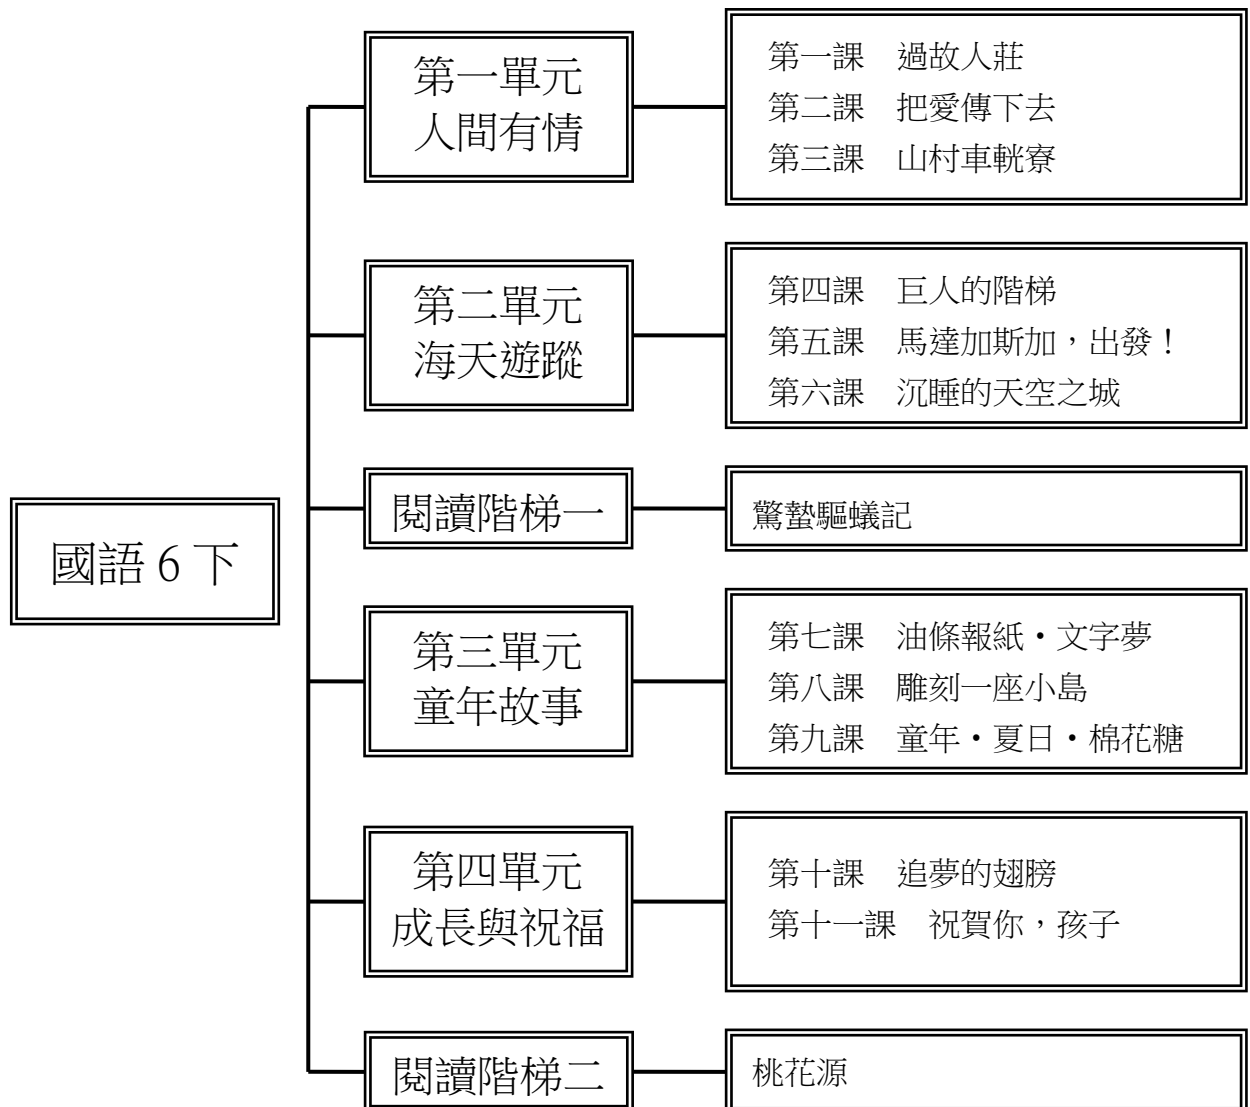 國語 6 下
第一單元
人間有情
第一課　過故人莊
第二課　把愛傳下去
第三課　山村車輄寮
第二單元
海天遊蹤
第四課　巨人的階梯
第五課　馬達加斯加，出發！
第六課　沉睡的天空之城
閱讀階梯一
驚蟄驅蟻記
第三單元
童年故事
第七課　油條報紙・文字夢
第八課　雕刻一座小島
第九課　童年・夏日・棉花糖
第四單元
成長與祝福
第十課　追夢的翅膀
第十一課　祝賀你，孩子
閱讀階梯二
桃花源